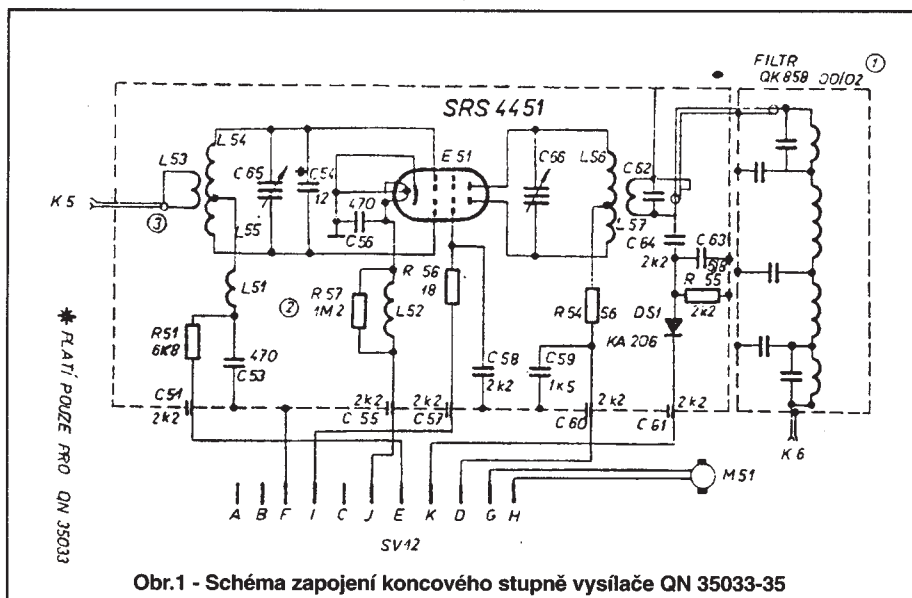 FILTR ①
QK 858 00/02
SRS 4451
L54
L53
C65
C54
12
E51
C66
L56
C62
K5
③
L55
470
C56
L57
C64
2k2
C63
L51
R57
1M2
②
L52
R 56
18
R54
56
DS1
KA 206
R 55
2k2
R51
6K8
470
C53
C58
2k2
C59
1k5
C51
2k2
2k2
C 55
2k2
C57
2k2
C60
2k2
C 61
K6
M51
A B F I C J E K D G H
SV12
* PLATÍ POUZE PRO QN 35033
Obr.1 - Schéma zapojení koncového stupně vysílače QN 35033-35